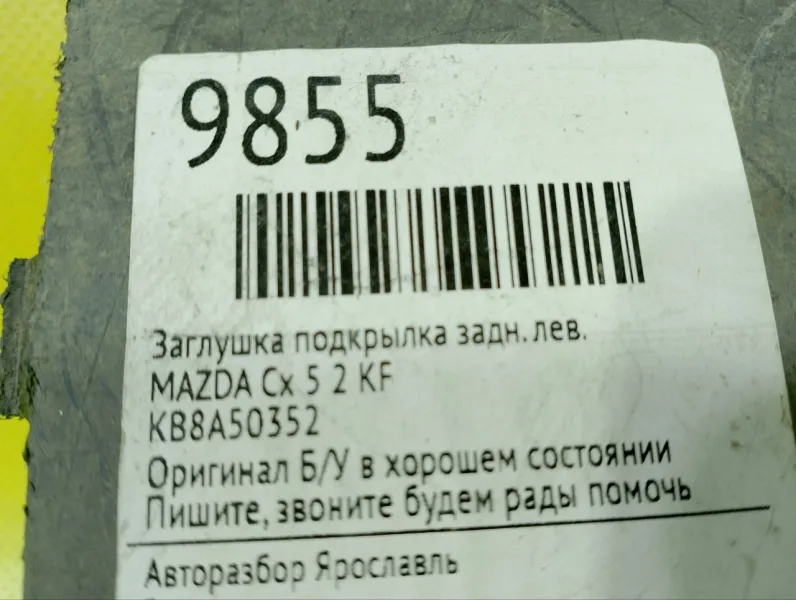 9855
Заглушка подкрылка задн.лев.
MAZDA Cx 5 2 KF
KB8A50352
Оригинал Б/У в хорошем состоянии
Пишите, звоните будем рады помочь
Авторазбор Ярославль